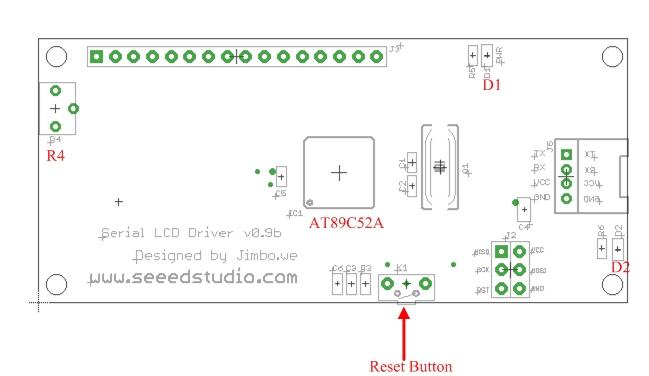 J3
R5
D1
PWR
D1
R4
R4
C1
C2
Q1
J5
TX
RX
VCC
GND
TX
RX
VCC
GND
C5
IC1
AT89C52A
C4
Serial LCD Driver v0.9b
Designed by Jimbo.we
www.seeedstudio.com
R6
D2
D2
J2
MISO
VCC
SCK
MOSI
RST
GND
C6
C3
R3
K1
Reset Button